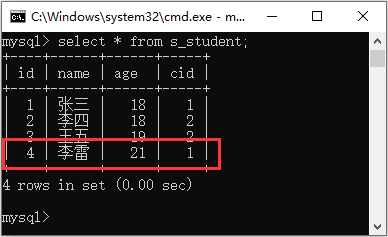 C:\Windows\system32\cmd.exe - m...
mysql> select * from s_student;
+----+------+-----+-----+
| id | name | age | cid |
+----+------+-----+-----+
| 1 | 张三 | 18 | 1 |
| 2 | 李四 | 18 | 2 |
| 3 | 王五 | 19 | 2 |
| 4 | 李雷 | 21 | 1 |
+----+------+-----+-----+
4 rows in set (0.00 sec)
mysql>